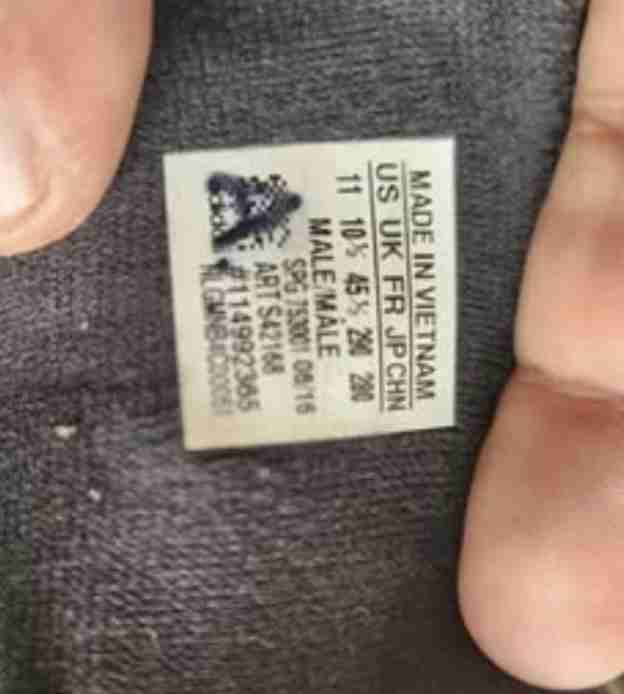 MADE IN VIETNAM
US UK FR JP CHN
11 10½ 45⅓ 290 280
MALE/MÂLE
SPG 753001 08/16
ART S42168
#114992365